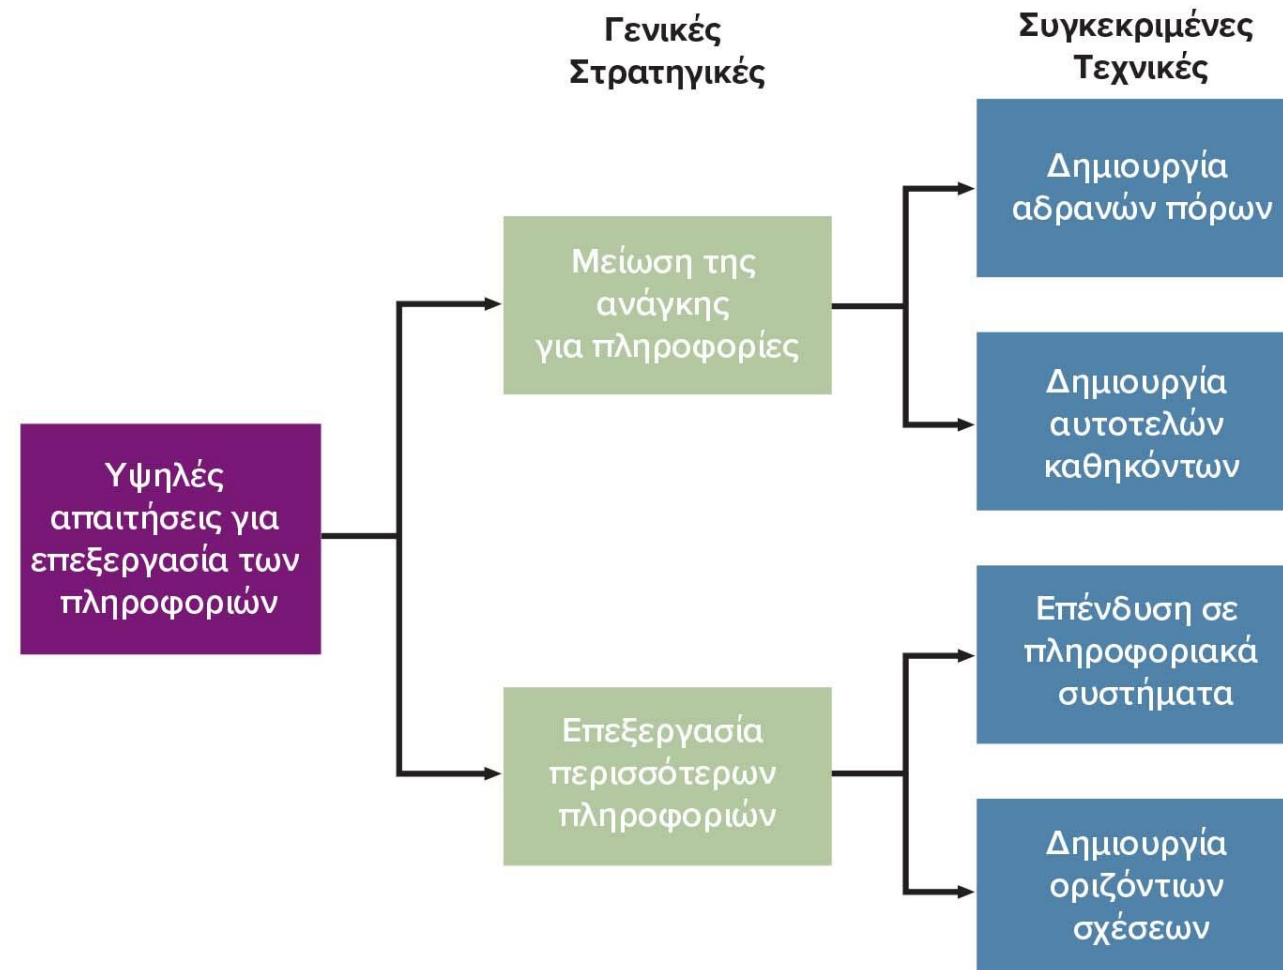 Γενικές
Στρατηγικές
Συγκεκριμένες
Τεχνικές
Υψηλές
απαιτήσεις για
επεξεργασία των
πληροφοριών
Μείωση της
ανάγκης
για πληροφορίες
Επεξεργασία
περισσότερων
πληροφοριών
Δημιουργία
αδρανών πόρων
Δημιουργία
αυτοτελών
καθηκόντων
Επένδυση σε
πληροφοριακά
συστήματα
Δημιουργία
οριζόντιων
σχέσεων